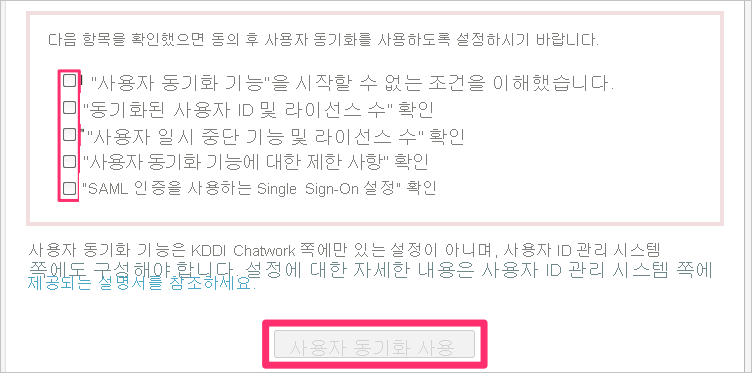 다음 항목을 확인했으면 동의 후 사용자 동기화를 사용하도록 설정하시기 바랍니다.
"사용자 동기화 기능"을 시작할 수 없는 조건을 이해했습니다.
"동기화된 사용자 ID 및 라이선스 수" 확인
"사용자 일시 중단 기능 및 라이선스 수" 확인
"사용자 동기화 기능에 대한 제한 사항" 확인
"SAML 인증을 사용하는 Single Sign-On 설정" 확인
사용자 동기화 기능은 KDDI Chatwork 쪽에만 있는 설정이 아니며, 사용자 ID 관리 시스템
쪽에도 구성해야 합니다. 설정에 대한 자세한 내용은 사용자 ID 관리 시스템 쪽에
제공되는 설명서를 참조하세요.
사용자 동기화 사용